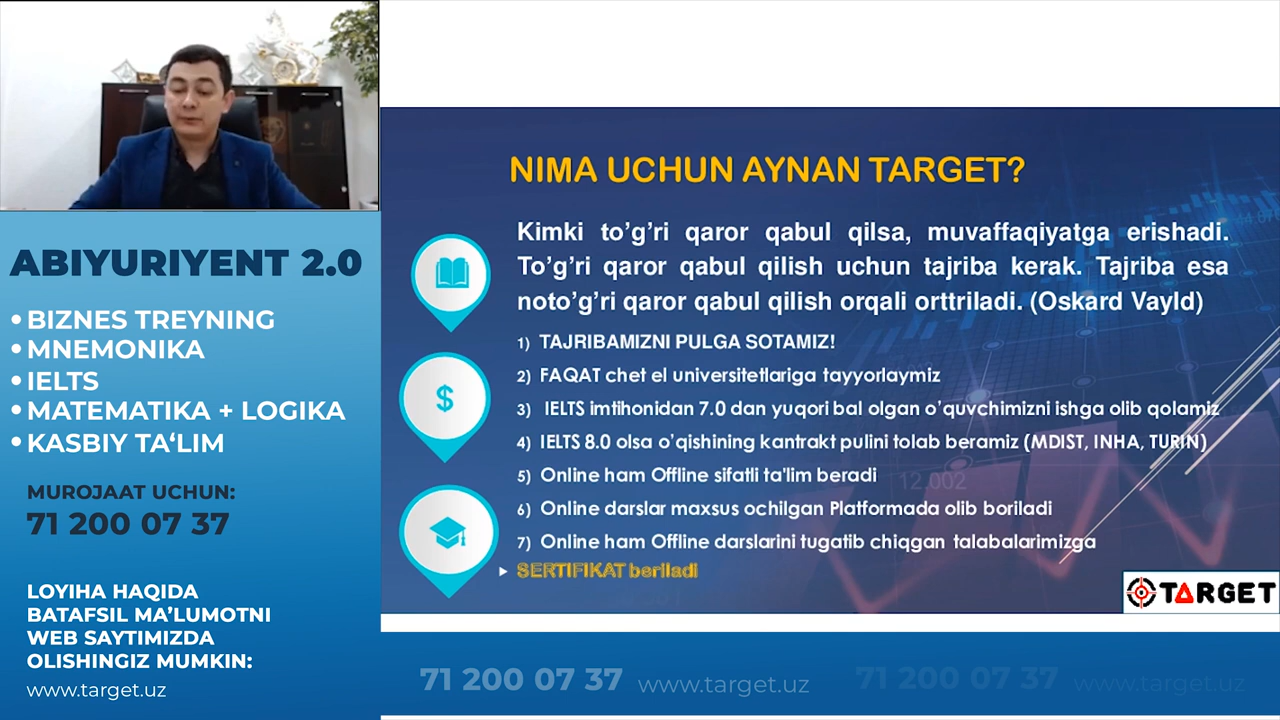 ABIYURIYENT 2.0
• BIZNES TREYNING
• MNEMONIKA
• IELTS
• MATEMATIKA + LOGIKA
• KASBIY TA‘LIM
MUROJAAT UCHUN:
71 200 07 37
LOYIHA HAQIDA
BATAFSIL MA’LUMOTNI
WEB SAYTIMIZDA
OLISHINGIZ MUMKIN:
www.target.uz
NIMA UCHUN AYNAN TARGET?
Kimki to’g’ri qaror qabul qilsa, muvaffaqiyatga erishadi.
To’g’ri qaror qabul qilish uchun tajriba kerak. Tajriba esa
noto’g’ri qaror qabul qilish orqali orttriladi. (Oskard Vayld)
1) TAJRIBAMIZNI PULGA SOTAMIZ!
2) FAQAT chet el universitetlariga tayyorlaymiz
3) IELTS imtihonidan 7.0 dan yuqori bal olgan o’quvchimizni ishga olib qolamiz
4) IELTS 8.0 olsa o’qishining kantrakt pulini tolab beramiz (MDIST, INHA, TURIN)
5) Online ham Offline sifatli ta’lim beradi
12.002
6) Online darslar maxsus ochilgan Platformada olib boriladi
7) Online ham Offline darslarini tugatib chiqgan talabalarimizga
SERTIFIKAT beriladi
TARGET
71 200 07 37 www.target.uz 71 200 07 37 www.target.uz